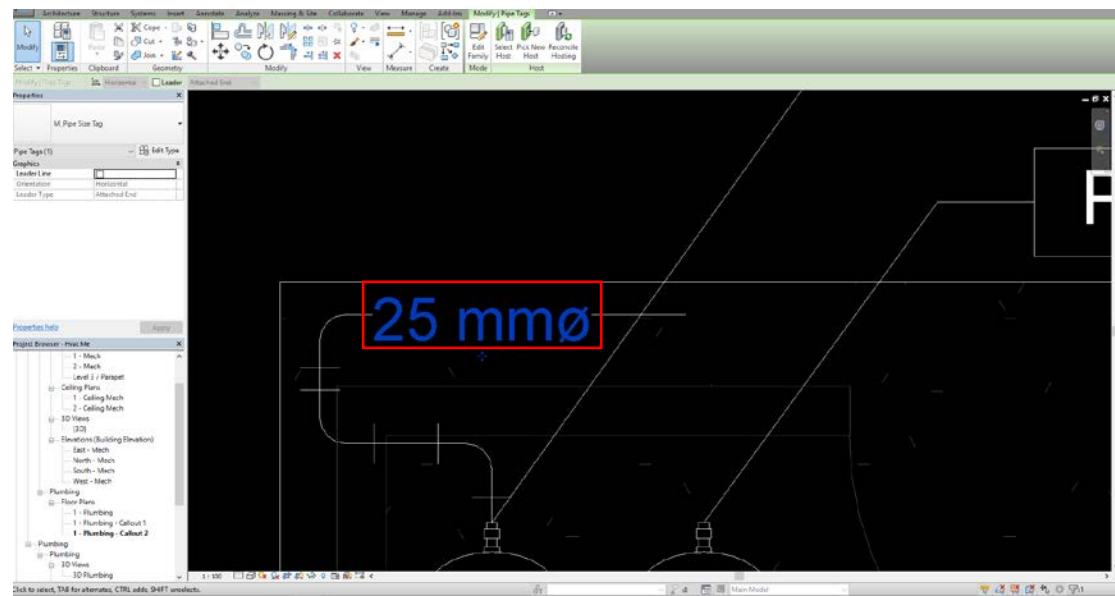 Architecture Structure Systems Insert Annotate Analyze Massing & Site Collaborate View Manage Add-Ins Modify | Pipe Tags
Modify
Paste
Cope
Cut
Join
Edit Family
Select Host
Pick New Host
Reconcile Hosting
Select Properties Clipboard Geometry Modify View Measure Create Mode Host
Modify | Pipe Tags Horizontal Leader Attached End
Properties
M_Pipe Size Tag
Pipe Tags (1) Edit Type
Graphics
Leader Line
Orientation Horizontal
Leader Type Attached End
Properties help Apply
25 mmø
F
Project Browser - Hvac Me
1 - Mech
2 - Mech
Level 3 / Parapet
Ceiling Plans
1 - Ceiling Mech
2 - Ceiling Mech
3D Views
{3D}
Elevations (Building Elevation)
East - Mech
North - Mech
South - Mech
West - Mech
Plumbing
Floor Plans
1 - Plumbing
1 - Plumbing - Callout 1
1 - Plumbing - Callout 2
Plumbing
Plumbing
3D Views
3D Plumbing
1 : 100
Click to select, TAB for alternates, CTRL adds, SHIFT unselects.
Main Model